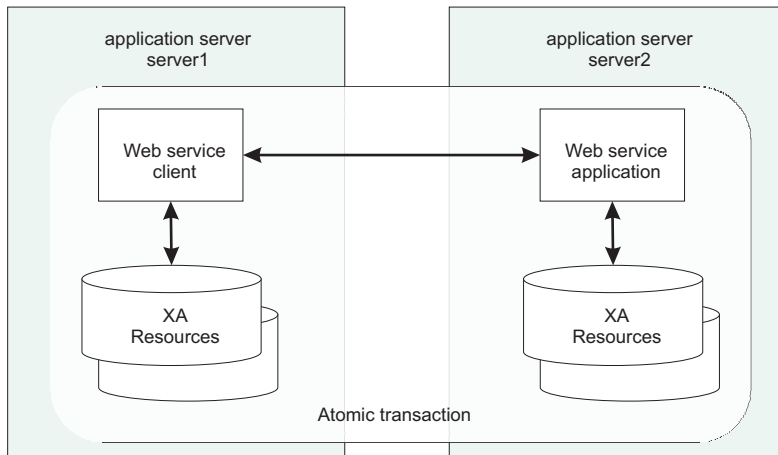 application server
server1
application server
server2
Web service
client
Web service
application
XA
Resources
XA
Resources
Atomic transaction